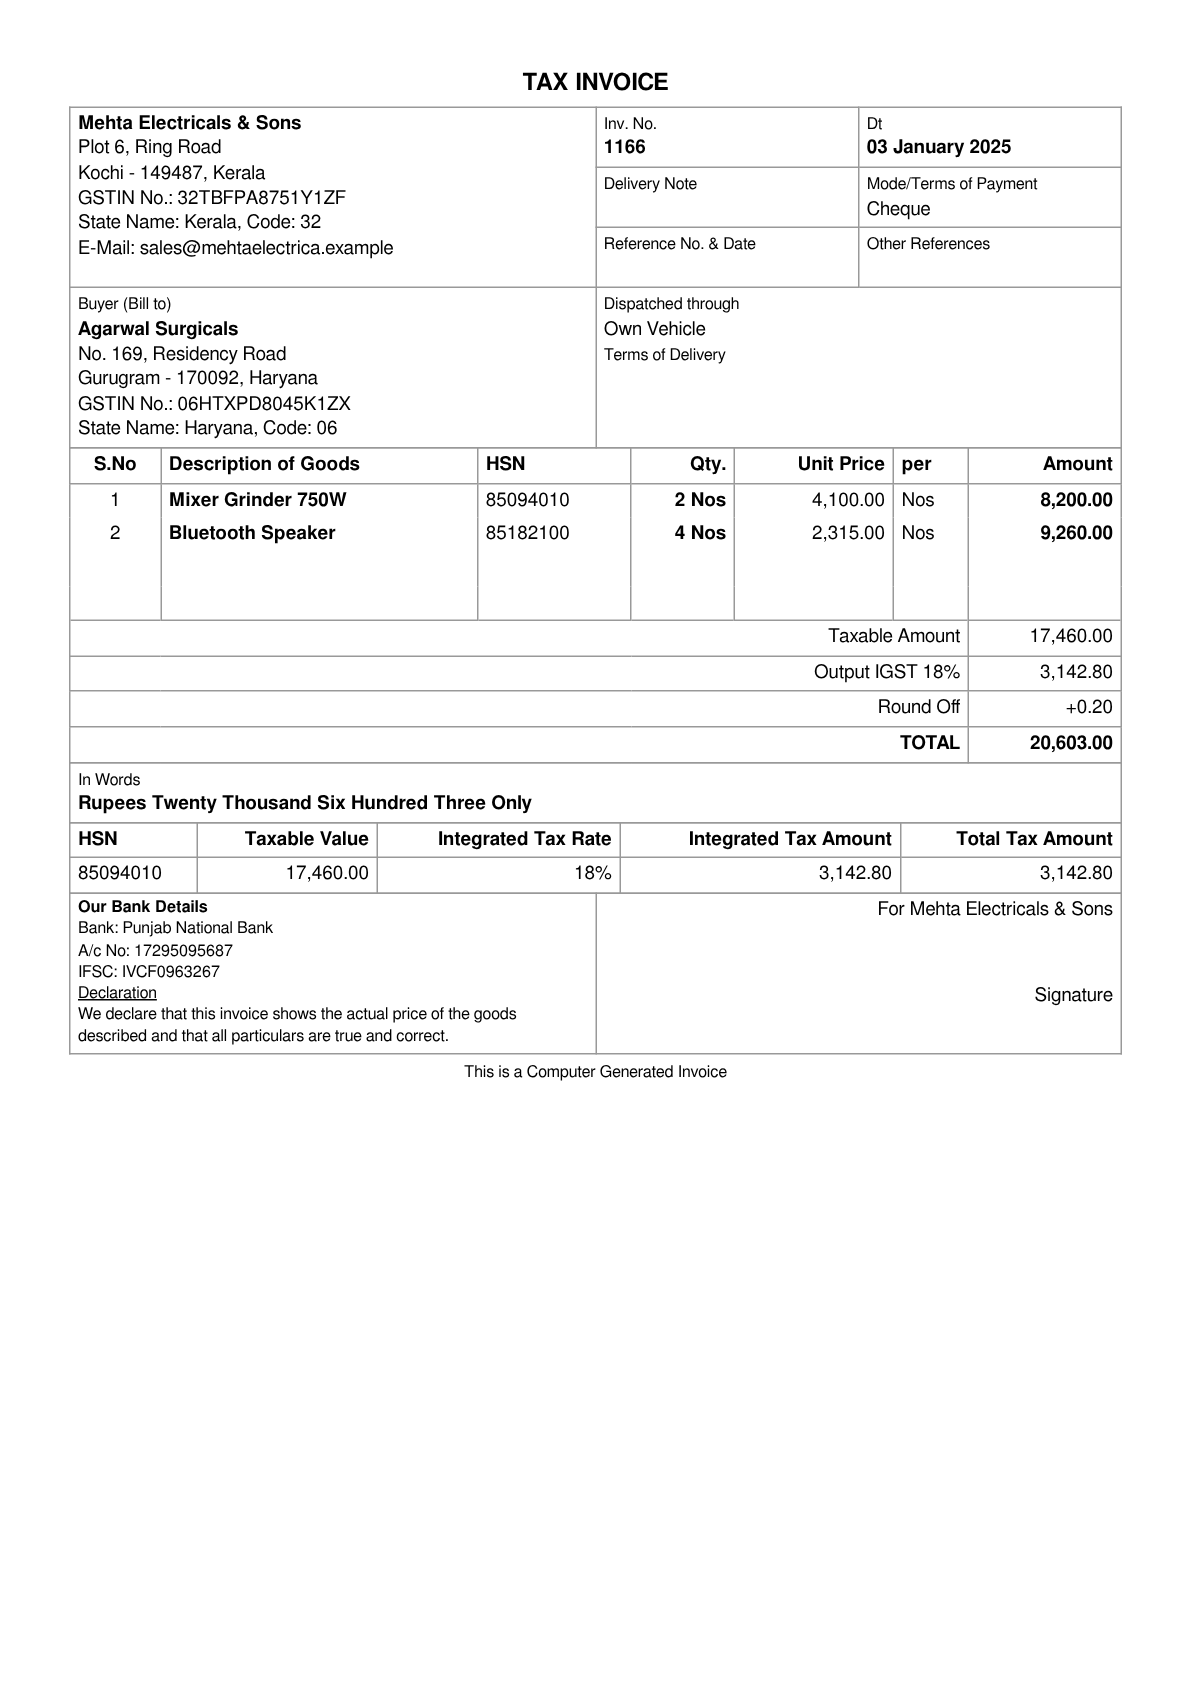 TAX INVOICE
Mehta Electricals & Sons
Plot 6, Ring Road
Kochi - 149487, Kerala
GSTIN No.: 32TBFPA8751Y1ZF
State Name: Kerala, Code: 32
E-Mail: sales@mehtaelectrica.example
Inv. No.
1166
Dt
03 January 2025
Delivery Note
Mode/Terms of Payment
Cheque
Reference No. & Date
Other References
Buyer (Bill to)
Agarwal Surgicals
No. 169, Residency Road
Gurugram - 170092, Haryana
GSTIN No.: 06HTXPD8045K1ZX
State Name: Haryana, Code: 06
Dispatched through
Own Vehicle
Terms of Delivery
S.No Description of Goods HSN Qty. Unit Price per Amount
1 Mixer Grinder 750W 85094010 2 Nos 4,100.00 Nos 8,200.00
2 Bluetooth Speaker 85182100 4 Nos 2,315.00 Nos 9,260.00
Taxable Amount 17,460.00
Output IGST 18% 3,142.80
Round Off +0.20
TOTAL 20,603.00
In Words
Rupees Twenty Thousand Six Hundred Three Only
HSN Taxable Value Integrated Tax Rate Integrated Tax Amount Total Tax Amount
85094010 17,460.00 18% 3,142.80 3,142.80
Our Bank Details
Bank: Punjab National Bank
A/c No: 17295095687
IFSC: IVCF0963267
Declaration
We declare that this invoice shows the actual price of the goods
described and that all particulars are true and correct.
For Mehta Electricals & Sons
Signature
This is a Computer Generated Invoice